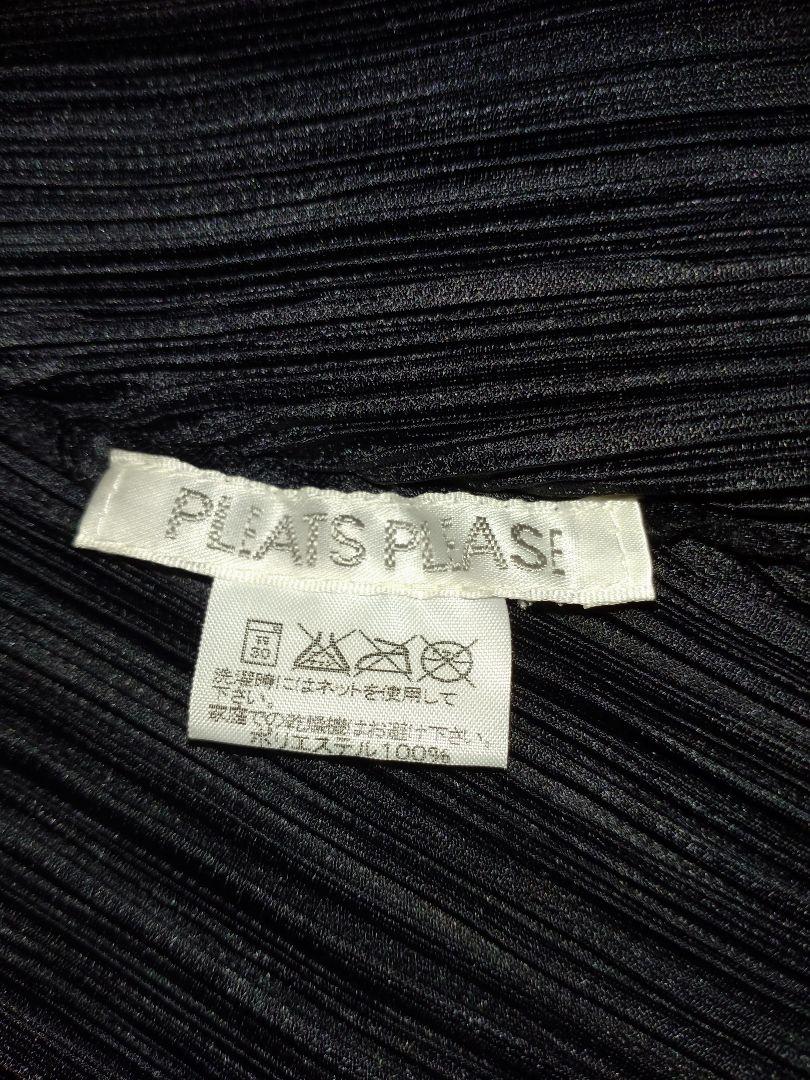 PLEATS PLEASE
30
洗濯時にはネットを使用して
下さい。
家庭での乾燥機はお避け下さい。
ポリエステル100%